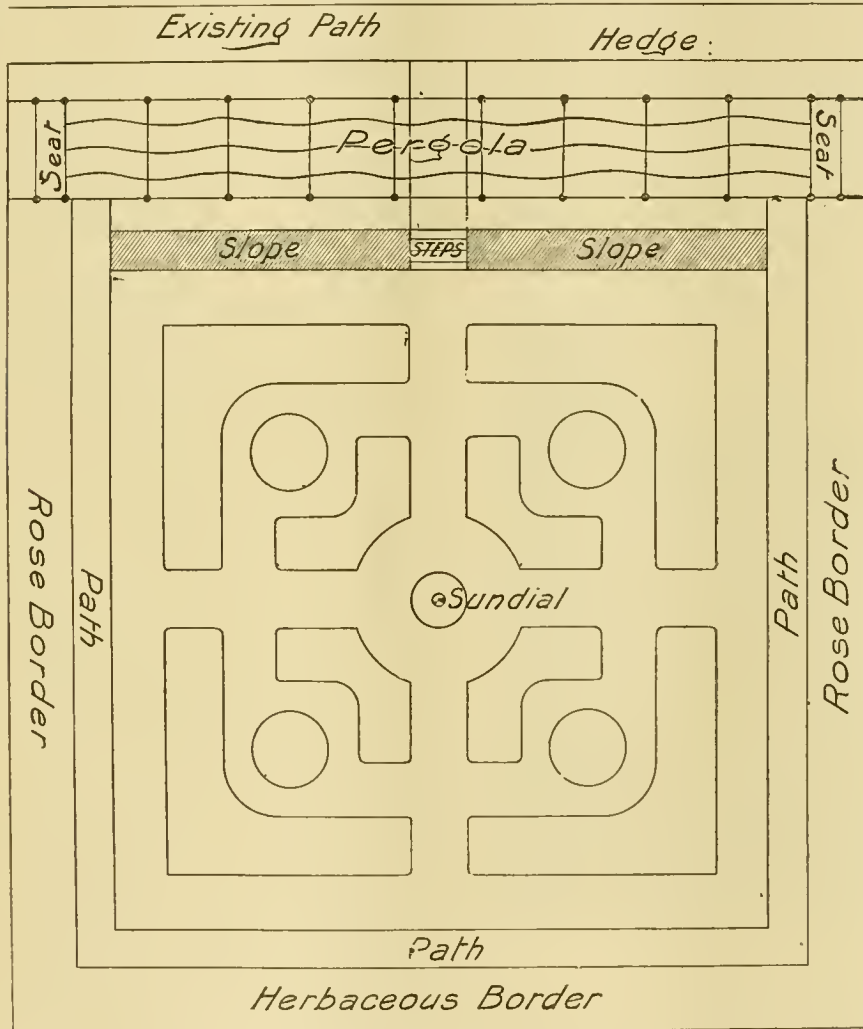 Existing Path
Hedge:
Seat
Pergola
Seat
Slope
STEPS
Slope
Rose Border
Path
Sundial
Path
Rose Border
Path
Herbaceous Border